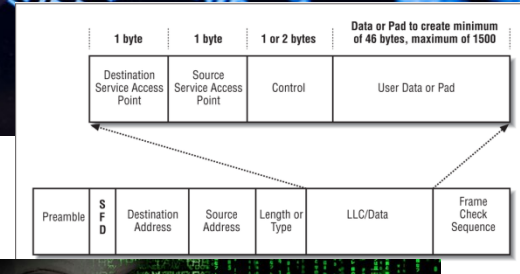 1 byte
1 byte
1 or 2 bytes
Data or Pad to create minimum
of 46 bytes, maximum of 1500
Destination
Service Access
Point
Source
Service Access
Point
Control
User Data or Pad
Preamble
S
F
D
Destination
Address
Source
Address
Length or
Type
LLC/Data
Frame
Check
Sequence